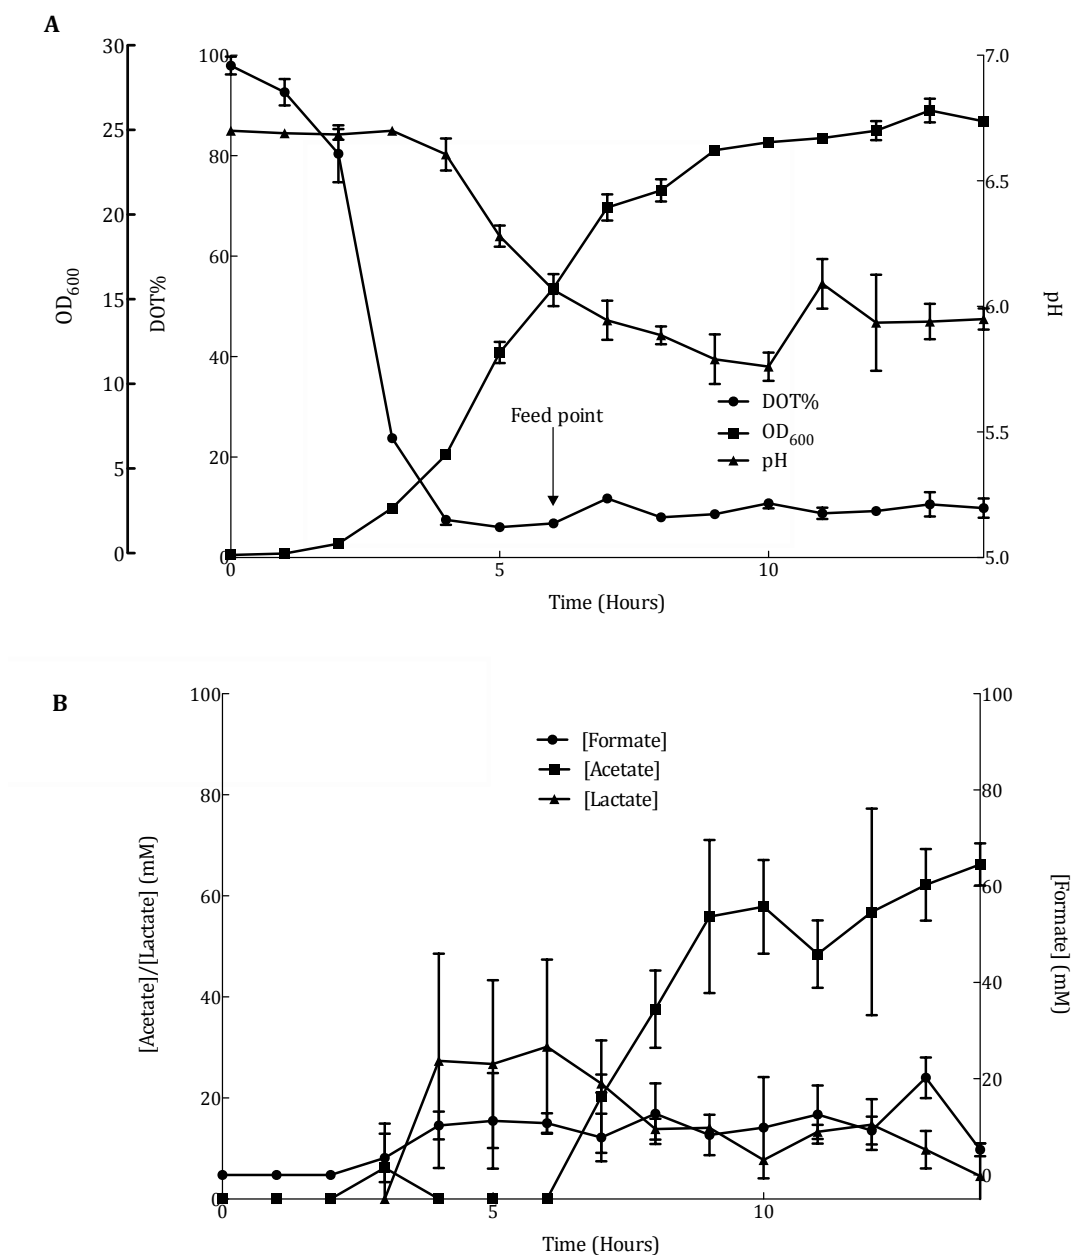 A
30
25
20
15
10
5
0
OD600
DOT%
100
80
60
40
20
0
7.0
6.5
6.0
5.5
5.0
pH
Feed point
DOT%
OD600
pH
0
5
10
Time (Hours)
B
100
80
60
40
20
0
[Acetate]/[Lactate] (mM)
[Formate]
[Acetate]
[Lactate]
100
80
60
40
20
0
[Formate] (mM)
0
5
10
Time (Hours)